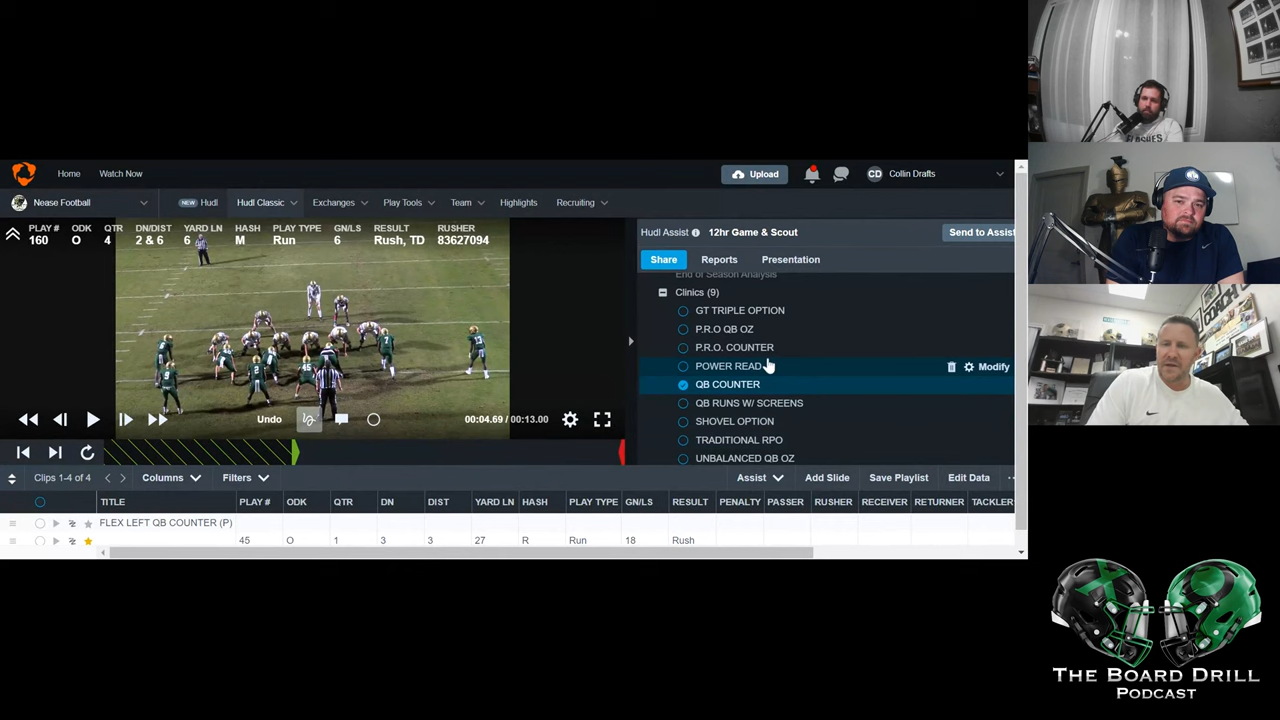 Home Watch Now Upload CD Collin Drafts
Nease Football NEW Hudl Hudl Classic Exchanges Play Tools Team Highlights Recruiting
PLAY # ODK QTR DN/DIST YARD LN HASH PLAY TYPE GN/LS RESULT RUSHER
160 O 4 2 & 6 6 M Run 6 Rush, TD 83627094
Hudl Assist 12hr Game & Scout Send to Assis
Share Reports Presentation
End of Season Analysis
Clinics (9)
GT TRIPLE OPTION
P.R.O QB OZ
P.R.O. COUNTER
POWER READ Modify
QB COUNTER
QB RUNS W/ SCREENS
SHOVEL OPTION
TRADITIONAL RPO
UNBALANCED QB OZ
Undo 00:04.69 / 00:13.00
Clips 1-4 of 4 Columns Filters Assist Add Slide Save Playlist Edit Data
TITLE PLAY # ODK QTR DN DIST YARD LN HASH PLAY TYPE GN/LS RESULT PENALTY PASSER RUSHER RECEIVER RETURNER TACKLER
FLEX LEFT QB COUNTER (P)
45 O 1 3 3 27 R Run 18 Rush
THE BOARD DRILL
PODCAST